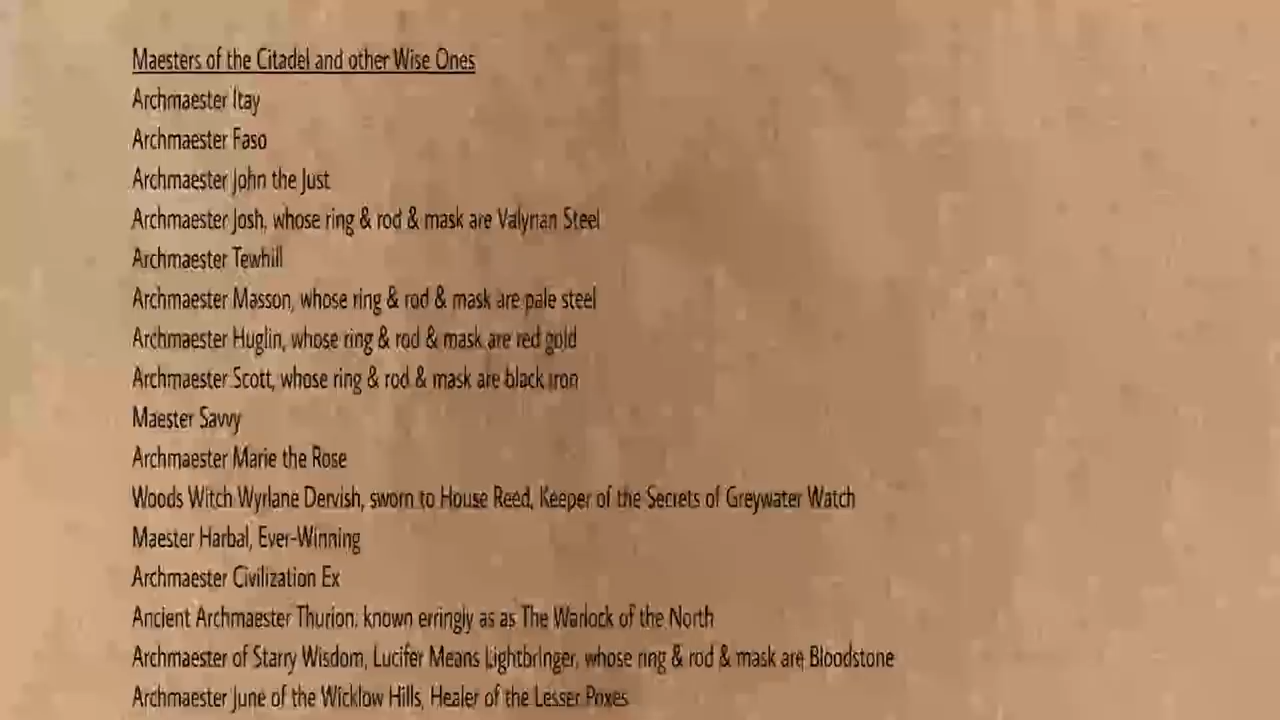 Maesters of the Citadel and other Wise Ones
Archmaester Itay
Archmaester Faso
Archmaester John the Just
Archmaester Josh, whose ring & rod & mask are Valyrian Steel
Archmaester Tewhill
Archmaester Masson, whose ring & rod & mask are pale steel
Archmaester Huglin, whose ring & rod & mask are red gold
Archmaester Scott, whose ring & rod & mask are black iron
Maester Savvy
Archmaester Marie the Rose
Woods Witch Wyrlane Dervish, sworn to House Reed, Keeper of the Secrets of Greywater Watch
Maester Harbal, Ever-Winning
Archmaester Civilization Ex
Ancient Archmaester Thurion, known erringly as as The Warlock of the North
Archmaester of Starry Wisdom, Lucifer Means Lightbringer, whose ring & rod & mask are Bloodstone
Archmaester June of the Wicklow Hills, Healer of the Lesser Poxes